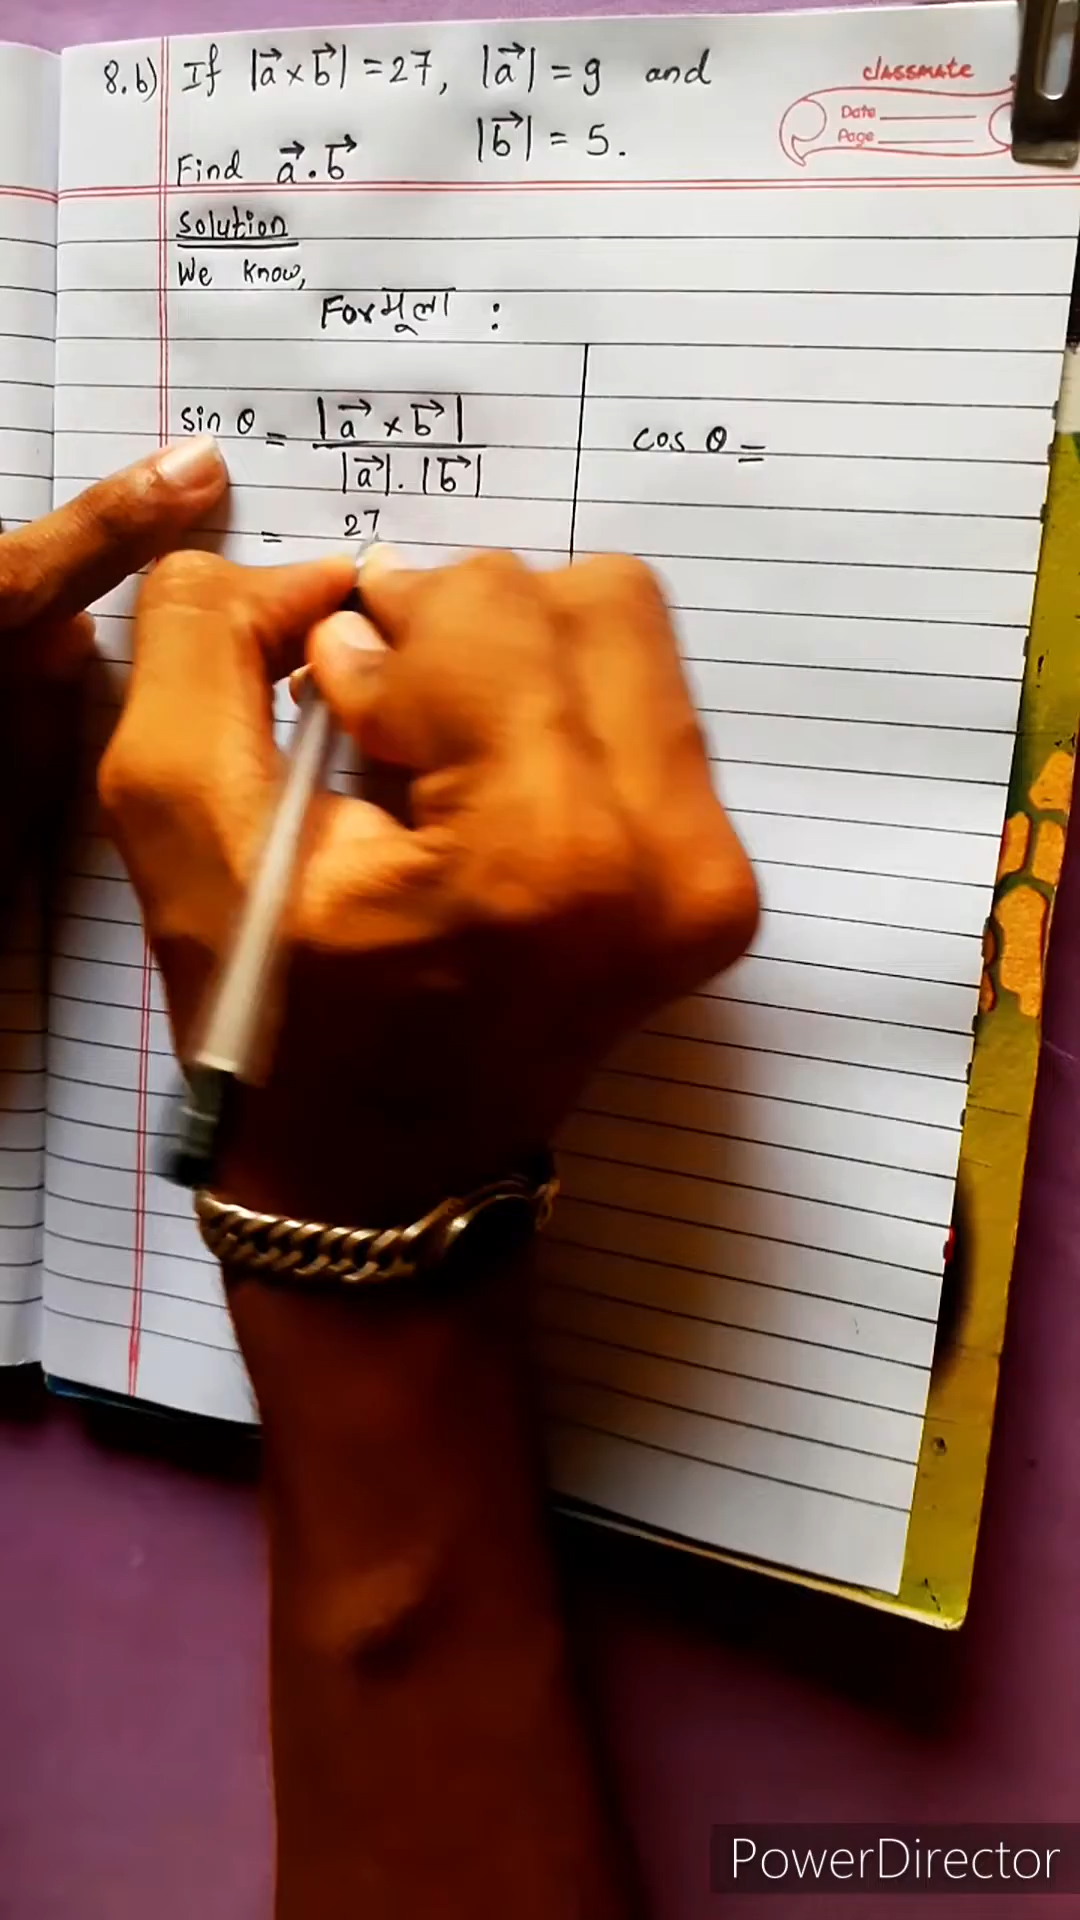 8.b) If |a⃗ × b⃗| = 27, |a⃗| = 9 and
|b⃗| = 5.
Find a⃗ . b⃗
Solution
We know,
Forमूला :
sin θ = |a⃗ × b⃗| / |a⃗| . |b⃗|
= 27
cos θ =
classmate
Date
Page
PowerDirector